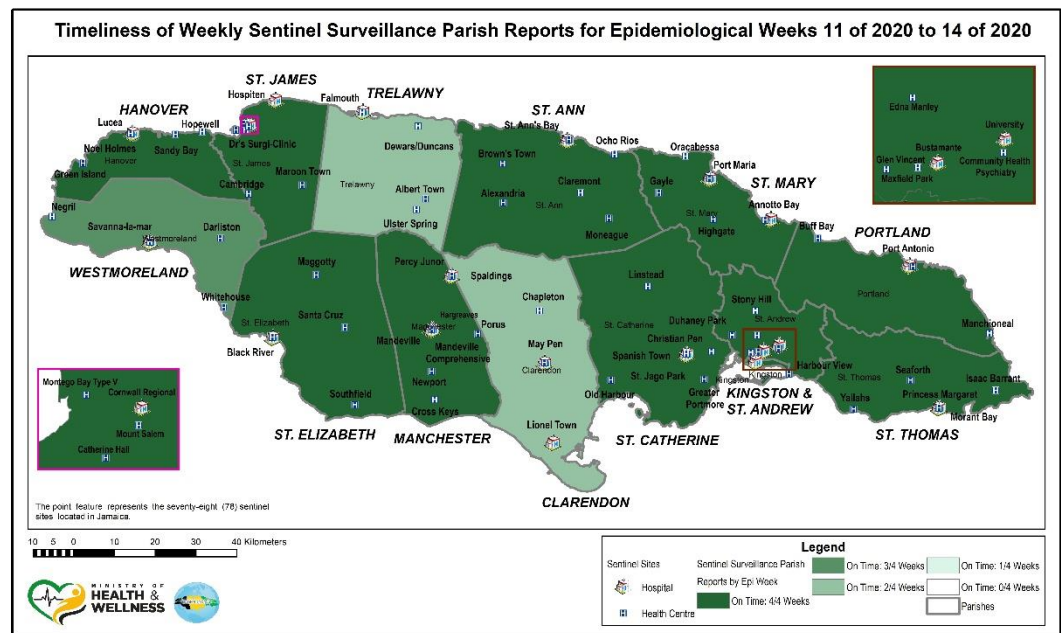 Timeliness of Weekly Sentinel Surveillance Parish Reports for Epidemiological Weeks 11 of 2020 to 14 of 2020
ST. JAMES
Hospiten
Falmouth
TRELAWNY
HANOVER
Lucea
Hopewell
ST. ANN
St. Ann's Bay
Ocho Rios
Edna Manley
University
Bustamante
Glen Vincent
Community Health
Psychiatry
Maxfield Park
Noel Holmes
Hanover
Sandy Bay
Green Island
Dr's Surgi-Clinic
St. James
Maroon Town
Cambridge
Dewars/Duncans
Trelawny
Albert Town
Ulster Spring
Brown's Town
Alexandria
Claremont
St. Ann
Moneague
Oracabessa
Port Maria
Gayle
ST. MARY
St. Mary
Highgate
Annotto Bay
Buff Bay
PORTLAND
Port Antonio
Portland
Manchioneal
Negril
Savanna-la-mar
Westmoreland
Darliston
WESTMORELAND
Whitehouse
Maggotty
St. Elizabeth
Santa Cruz
Black River
Southfield
ST. ELIZABETH
Percy Junor
Spaldings
Hargreaves
Manchester
Mandeville
Porus
Mandeville
Comprehensive
Newport
Cross Keys
MANCHESTER
Chapleton
May Pen
Clarendon
Lionel Town
CLARENDON
Linstead
St. Catherine
Duhaney Park
Christian Pen
Spanish Town
St. Jago Park
Old Harbour
Greater
Portmore
ST. CATHERINE
Stony Hill
St. Andrew
Kingston
Kingston
Harbour View
KINGSTON &
ST. ANDREW
St. Thomas
Seaforth
Isaac Barrant
Princess Margaret
Yallahs
Morant Bay
ST. THOMAS
Montego Bay Type V
Cornwall Regional
Mount Salem
Catherine Hall
The point feature represents the seventy-eight (78) sentinel
sites located in Jamaica.
10 5 0 10 20 30 40 Kilometers
MINISTRY OF
HEALTH &
WELLNESS
Legend
Sentinel Sites
Hospital
Health Centre
Sentinel Surveillance Parish
Reports by Epi Week
On Time: 4/4 Weeks
On Time: 3/4 Weeks
On Time: 2/4 Weeks
On Time: 1/4 Weeks
On Time: 0/4 Weeks
Parishes